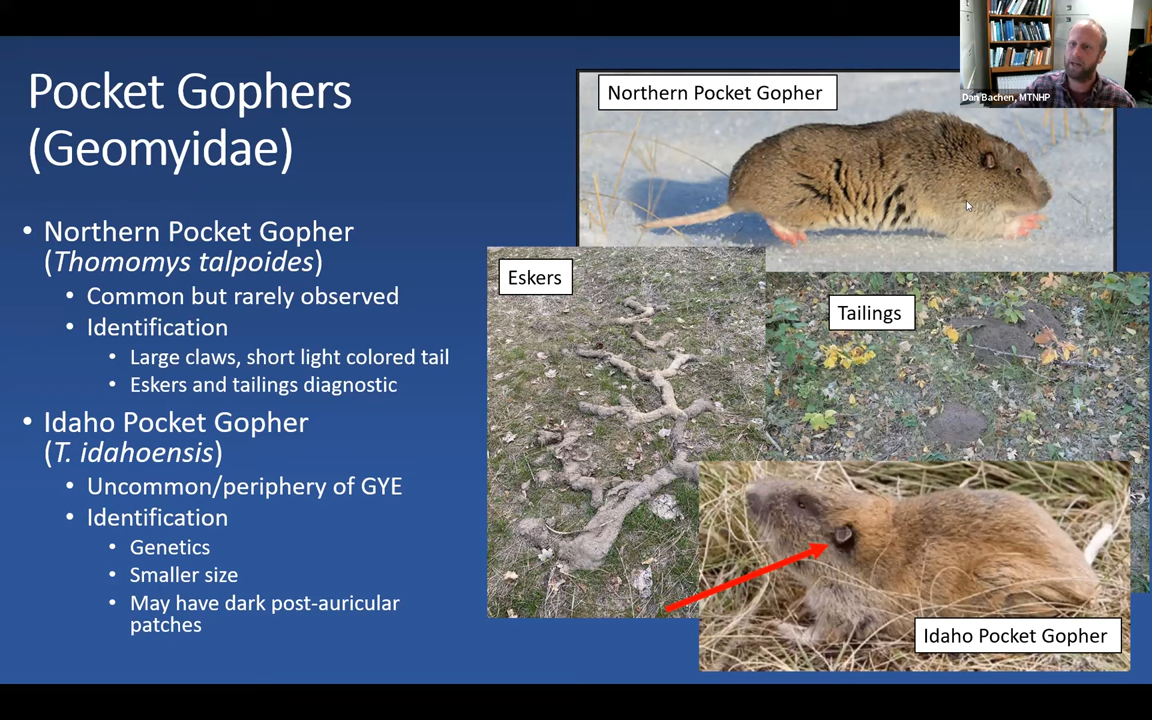 Pocket Gophers
(Geomyidae)
• Northern Pocket Gopher
(Thomomys talpoides)
• Common but rarely observed
• Identification
• Large claws, short light colored tail
• Eskers and tailings diagnostic
• Idaho Pocket Gopher
(T. idahoensis)
• Uncommon/periphery of GYE
• Identification
• Genetics
• Smaller size
• May have dark post-auricular
patches
Northern Pocket Gopher
Eskers
Tailings
Idaho Pocket Gopher
Dan Bachen, MTNHP